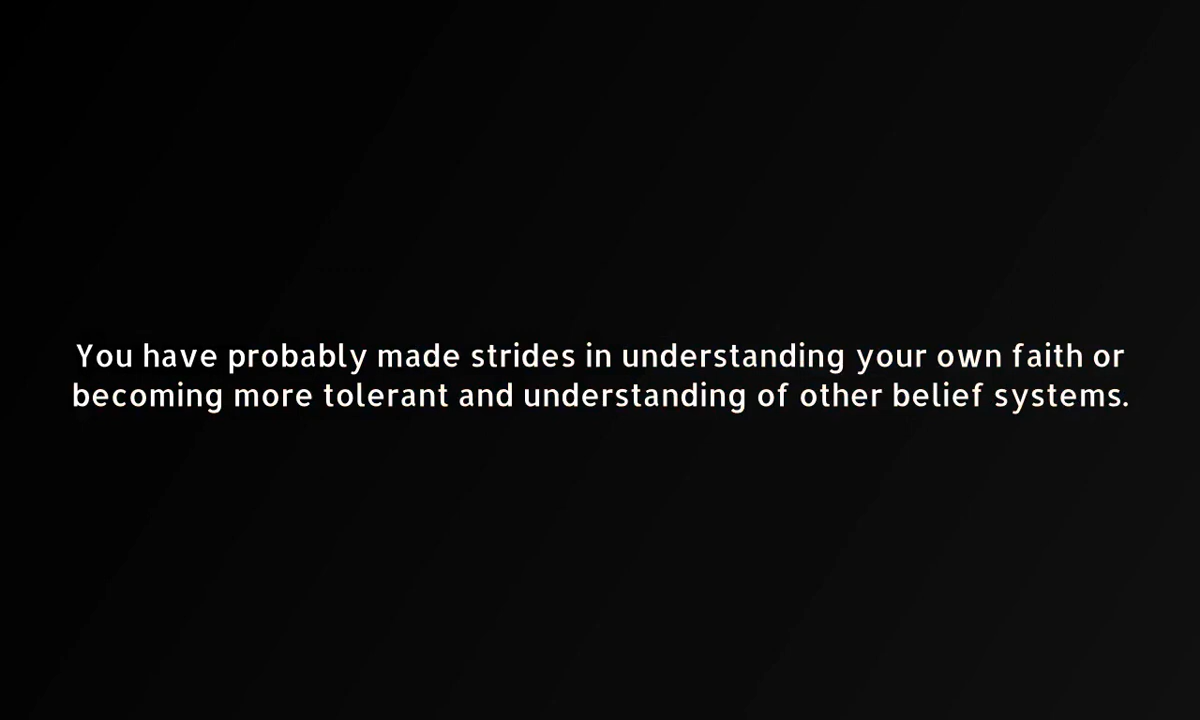 You have probably made strides in understanding your own faith or
becoming more tolerant and understanding of other belief systems.